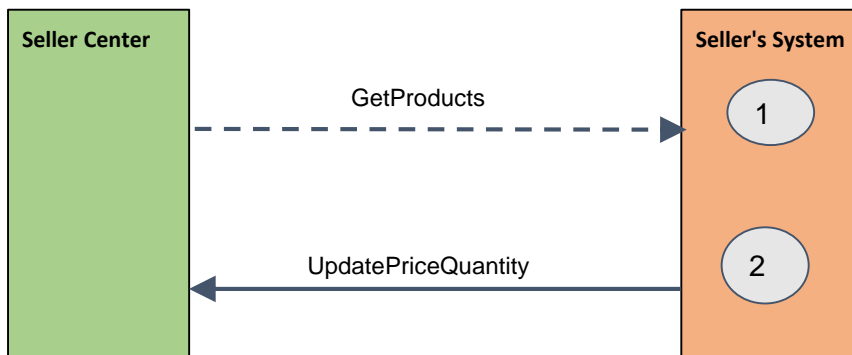 Seller Center
Seller's System
GetProducts
1
UpdatePriceQuantity
2